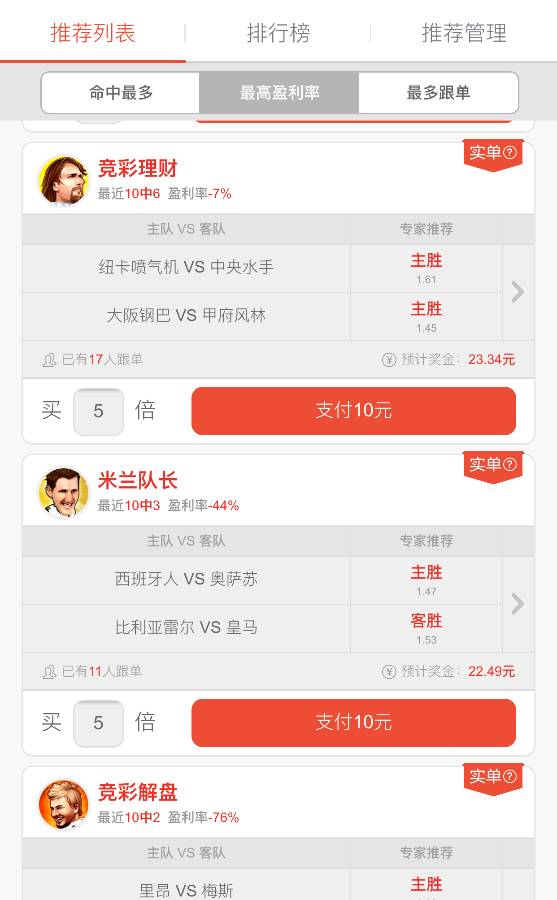 推荐列表 排行榜 推荐管理
命中最多 最高盈利率 最多跟单
实单?
竞彩理财
最近10中6 盈利率-7%
主队 VS 客队 专家推荐
纽卡喷气机 VS 中央水手 主胜
1.61
大阪钢巴 VS 甲府风林 主胜
1.45
已有17人跟单 ¥ 预计奖金: 23.34元
买 5 倍 支付10元
实单?
米兰队长
最近10中3 盈利率-44%
主队 VS 客队 专家推荐
西班牙人 VS 奥萨苏 主胜
1.47
比利亚雷尔 VS 皇马 客胜
1.53
已有11人跟单 ¥ 预计奖金: 22.49元
买 5 倍 支付10元
实单?
竞彩解盘
最近10中2 盈利率-76%
主队 VS 客队 专家推荐
里昂 VS 梅斯 主胜